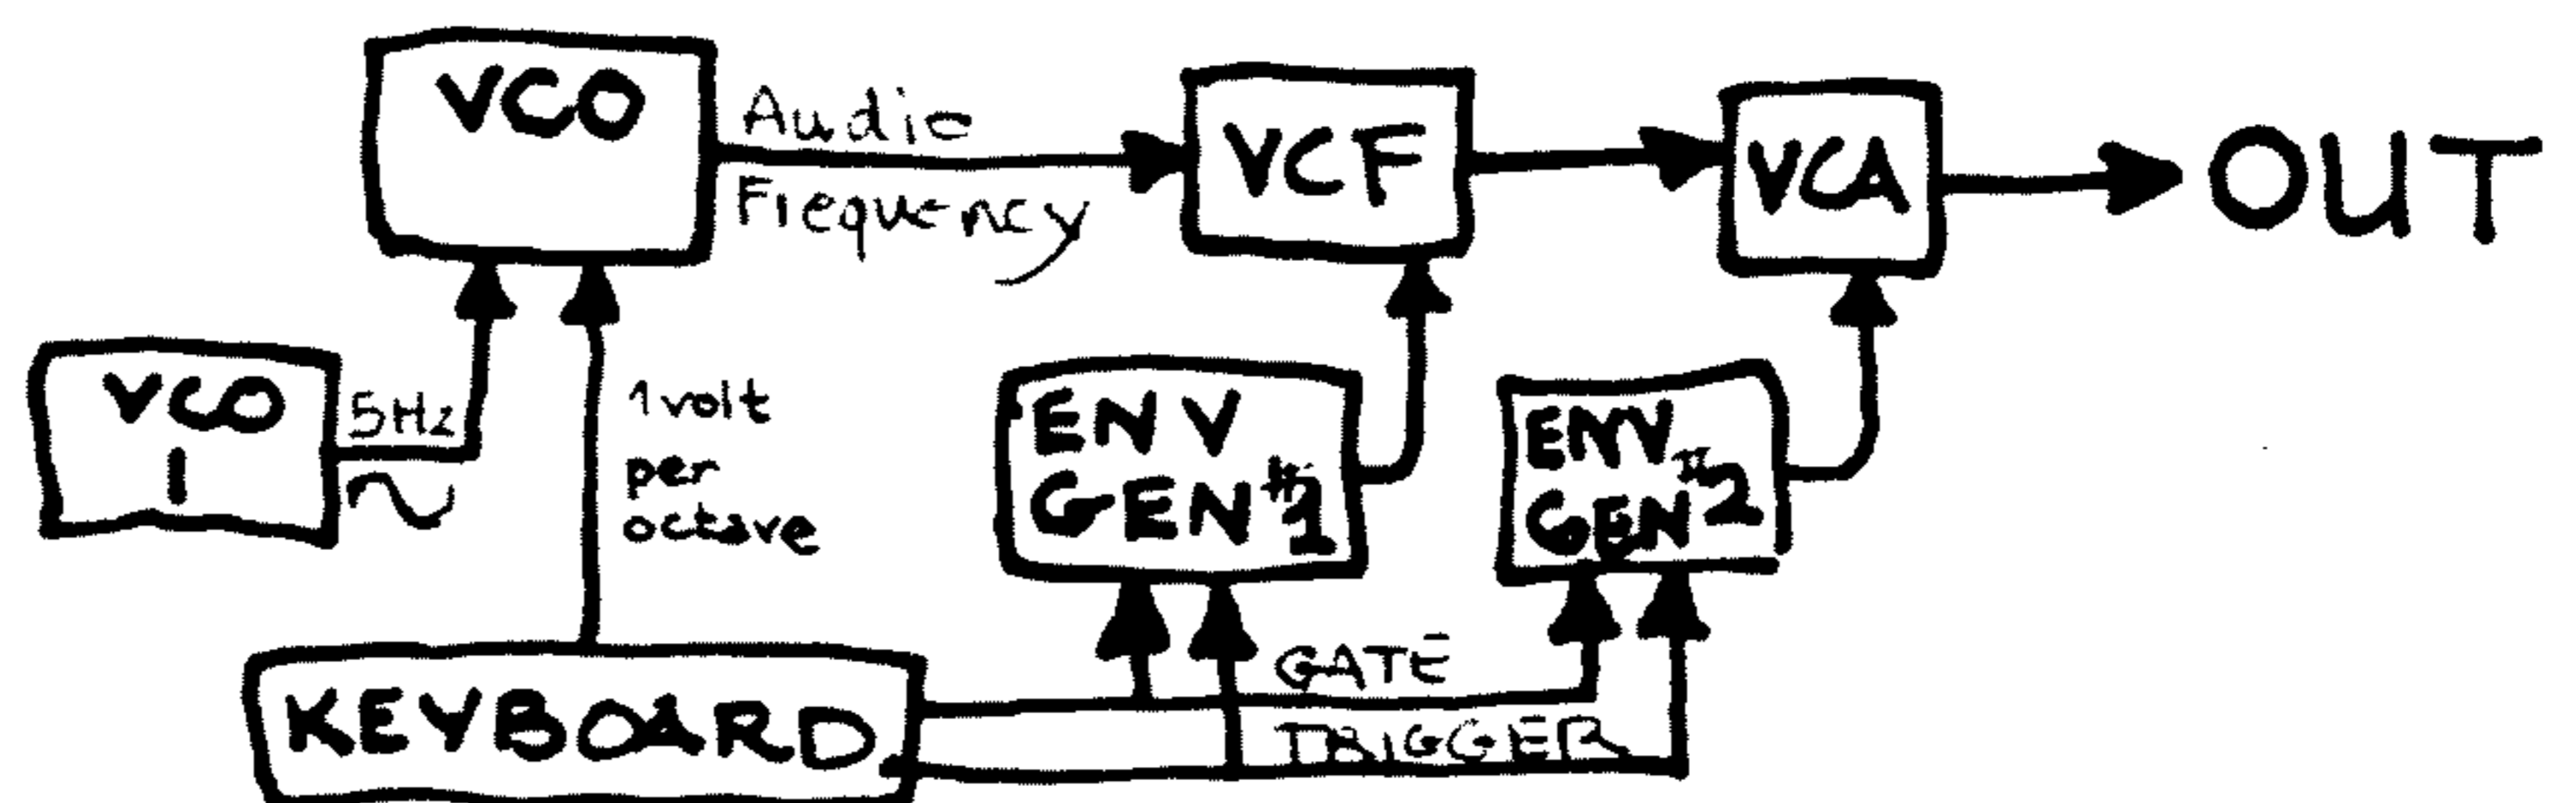 VCO
Audio
Frequency
VCF
VCA
OUT
VCO
1
5Hz
1 volt
per
octave
ENV
GEN #1
ENV
GEN #2
KEYBOARD
GATE
TRIGGER